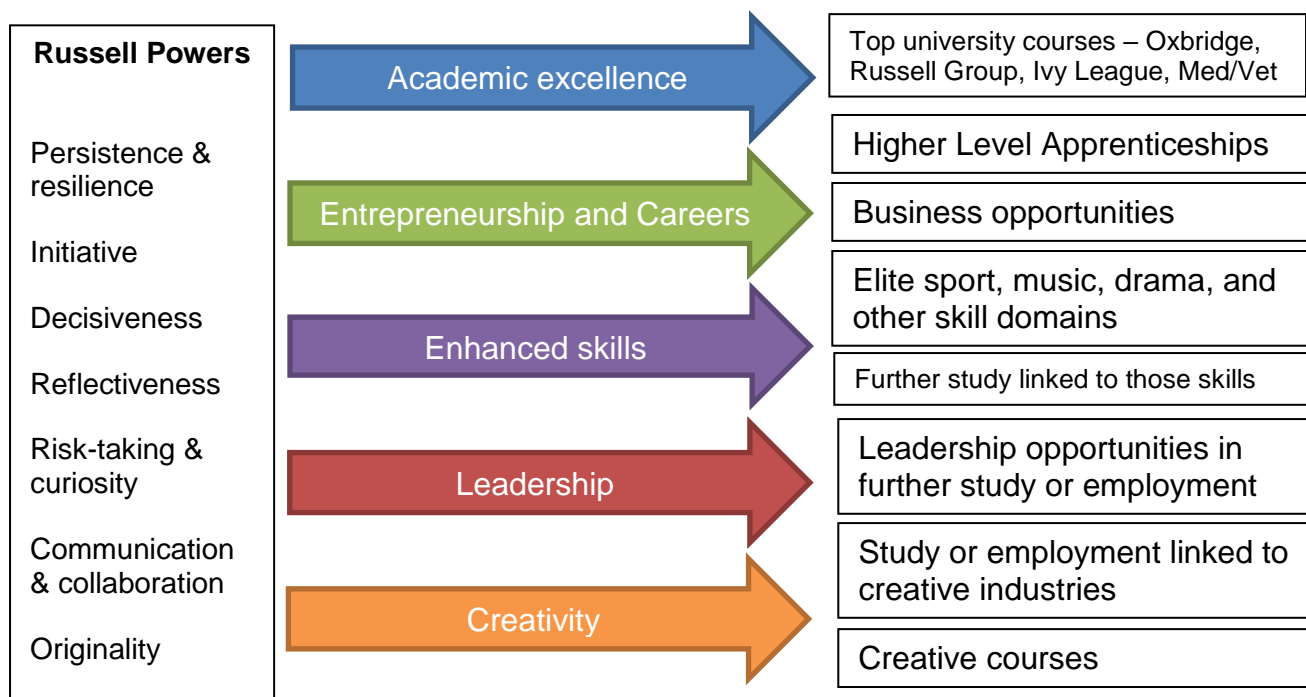 Russell Powers
Persistence &
resilience
Initiative
Decisiveness
Reflectiveness
Risk-taking &
curiosity
Communication
& collaboration
Originality
Academic excellence
Entrepreneurship and Careers
Enhanced skills
Leadership
Creativity
Top university courses – Oxbridge,
Russell Group, Ivy League, Med/Vet
Higher Level Apprenticeships
Business opportunities
Elite sport, music, drama, and
other skill domains
Further study linked to those skills
Leadership opportunities in
further study or employment
Study or employment linked to
creative industries
Creative courses